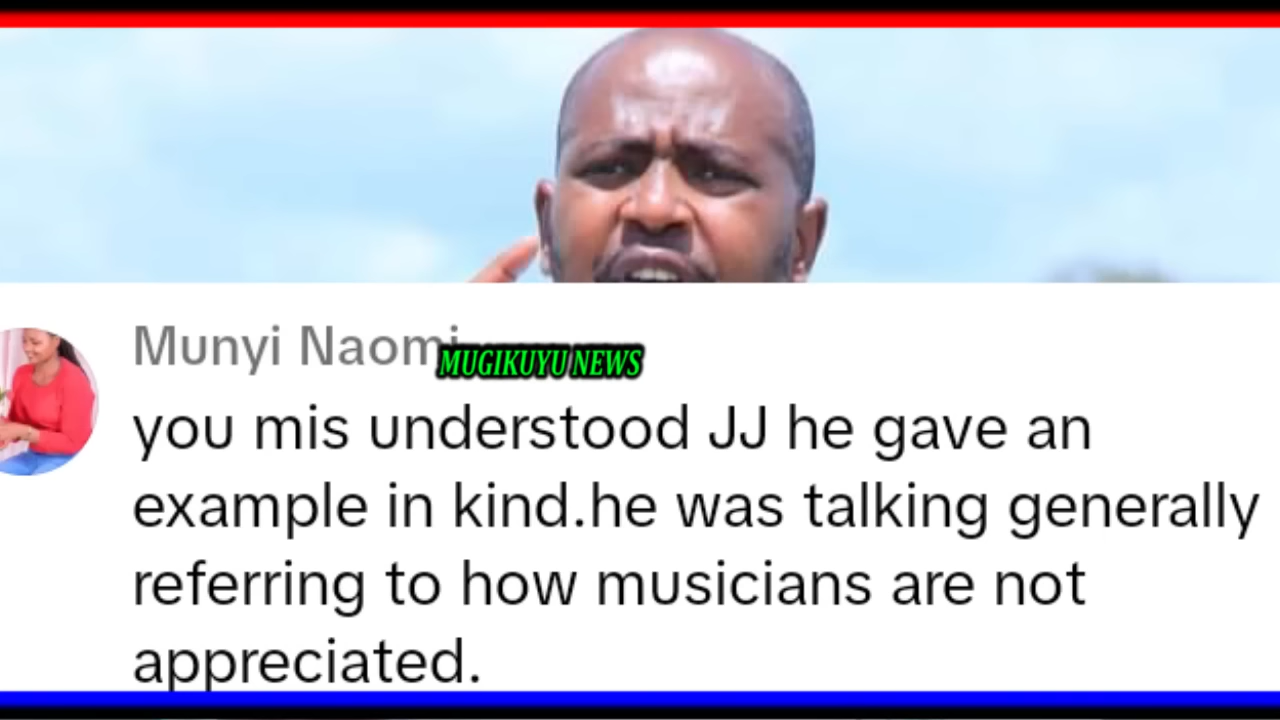 Munyi Naomi
MUGIKUYU NEWS
you mis understood JJ he gave an
example in kind.he was talking generally
referring to how musicians are not
appreciated.